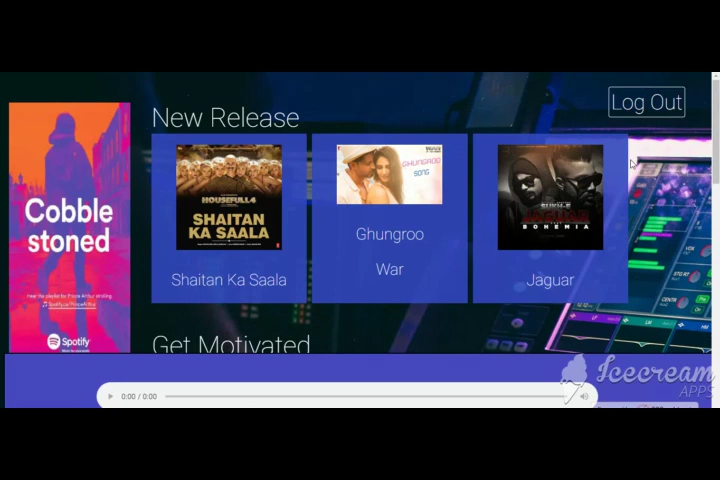 Log Out
New Release
Cobble
stoned
Spotify
HOUSEFULL4
SHAITAN
KA SAALA
Shaitan Ka Saala
GHUNGROO
SONG
Ghungroo
War
JAGUAR
BOHEMIA
Jaguar
Get Motivated
0:00 / 0:00
Icecream
APPS